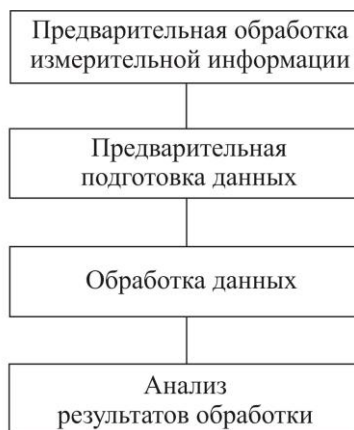 Предварительная обработка
измерительной информации
Предварительная
подготовка данных
Обработка данных
Анализ
результатов обработки